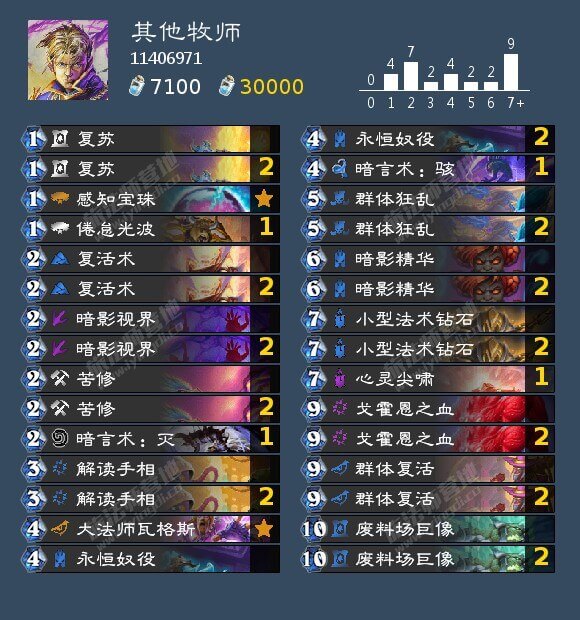 其他牧师
11406971
7100 30000
0 4 7 2 4 2 2 9
0 1 2 3 4 5 6 7+
1 复苏
1 复苏 2
1 感知宝珠
1 倦怠光波 1
2 复活术
2 复活术 2
2 暗影视界
2 暗影视界 2
2 苦修
2 苦修 2
2 暗言术：灭 1
3 解读手相
3 解读手相 2
4 大法师瓦格斯
4 永恒奴役
4 永恒奴役 2
4 暗言术：骇 1
5 群体狂乱
5 群体狂乱 2
6 暗影精华
6 暗影精华 2
7 小型法术钻石
7 小型法术钻石 2
7 心灵尖啸 1
9 戈霍恩之血
9 戈霍恩之血 2
9 群体复活
9 群体复活 2
10 废料场巨像
10 废料场巨像 2